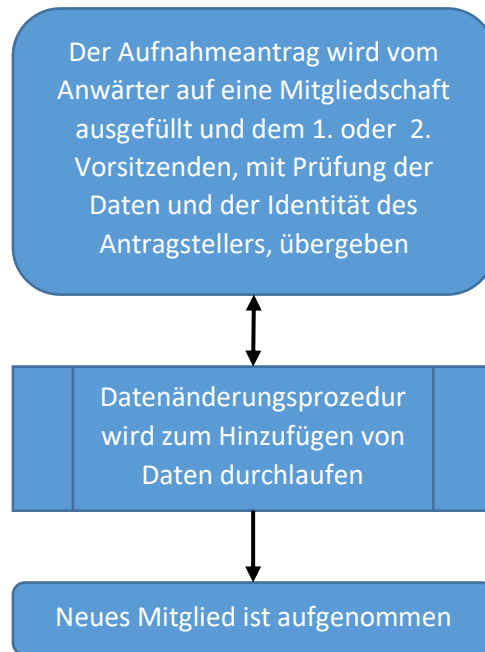 Der Aufnahmeantrag wird vom
Anwärter auf eine Mitgliedschaft
ausgefüllt und dem 1. oder  2.
Vorsitzenden, mit Prüfung der
Daten und der Identität des
Antragstellers, übergeben
Datenänderungsprozedur
wird zum Hinzufügen von
Daten durchlaufen
Neues Mitglied ist aufgenommen